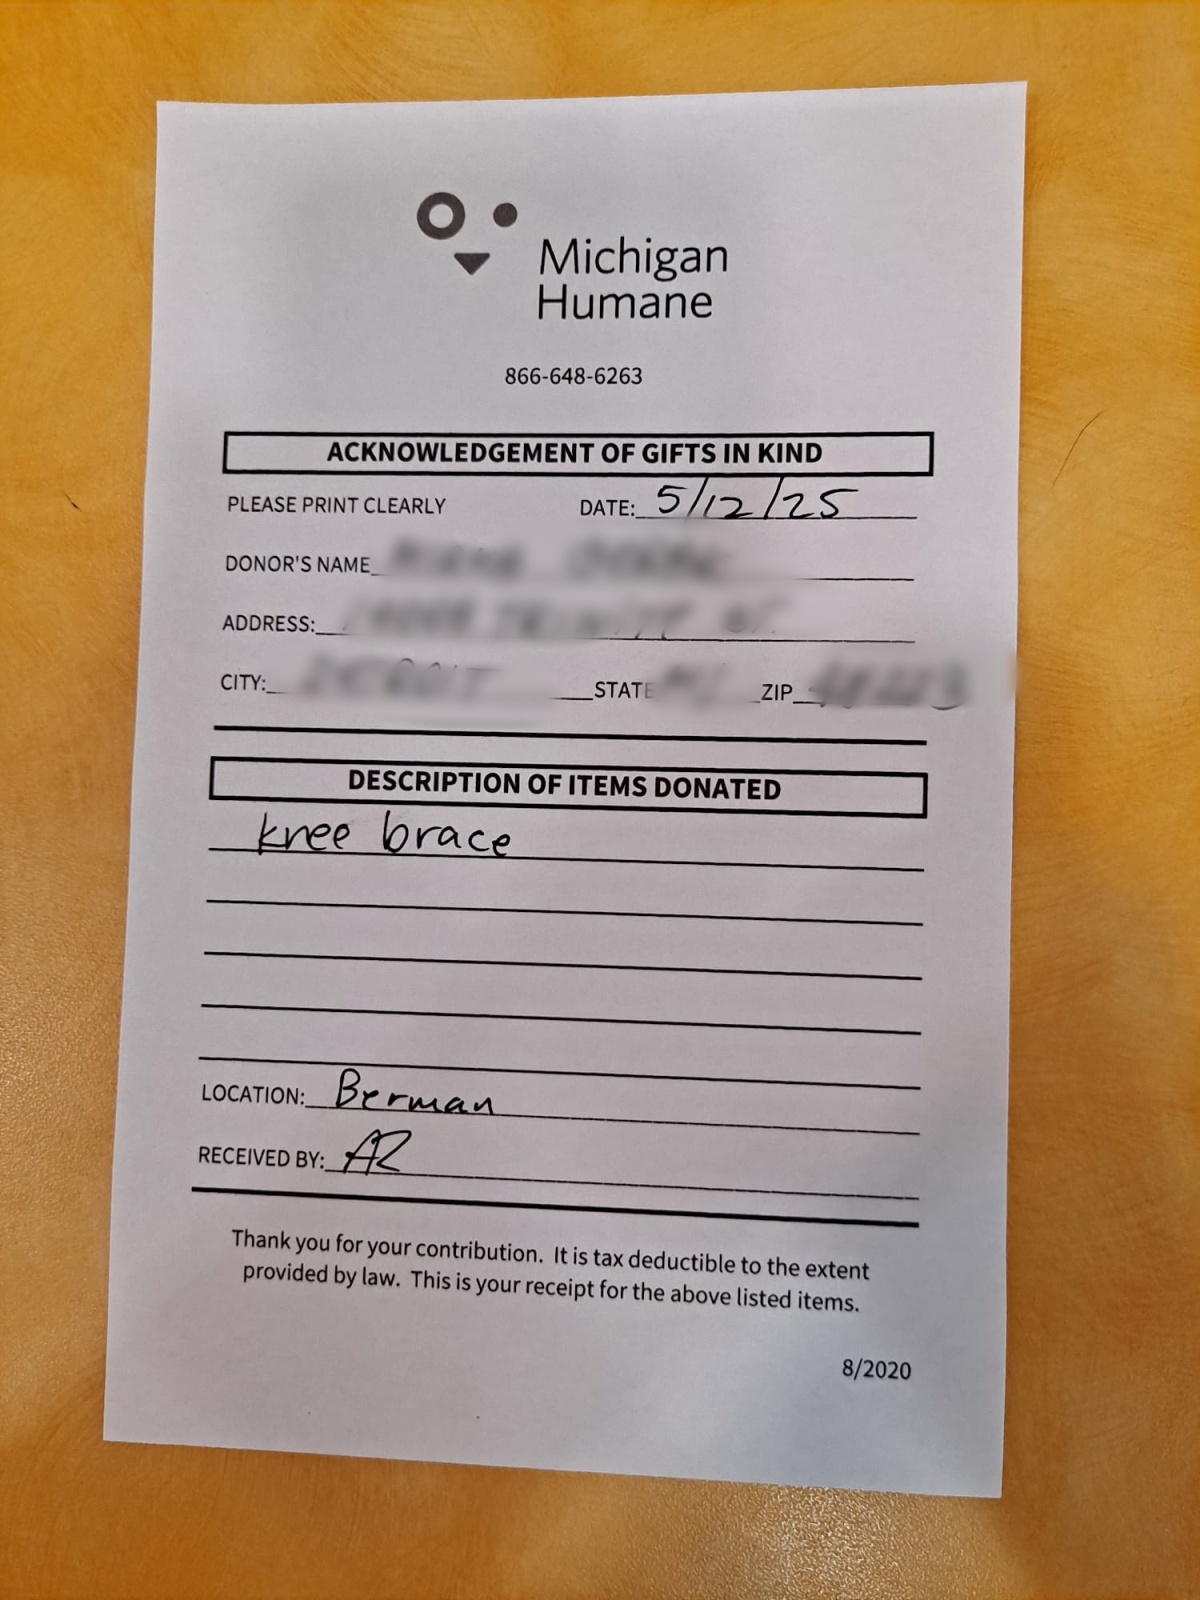 Michigan
Humane
866-648-6263
ACKNOWLEDGEMENT OF GIFTS IN KIND
PLEASE PRINT CLEARLY DATE: 5/12/25
DONOR'S NAME
ADDRESS:
CITY: STATE ZIP
DESCRIPTION OF ITEMS DONATED
knee brace
LOCATION: Berman
RECEIVED BY: AR
Thank you for your contribution. It is tax deductible to the extent
provided by law. This is your receipt for the above listed items.
8/2020